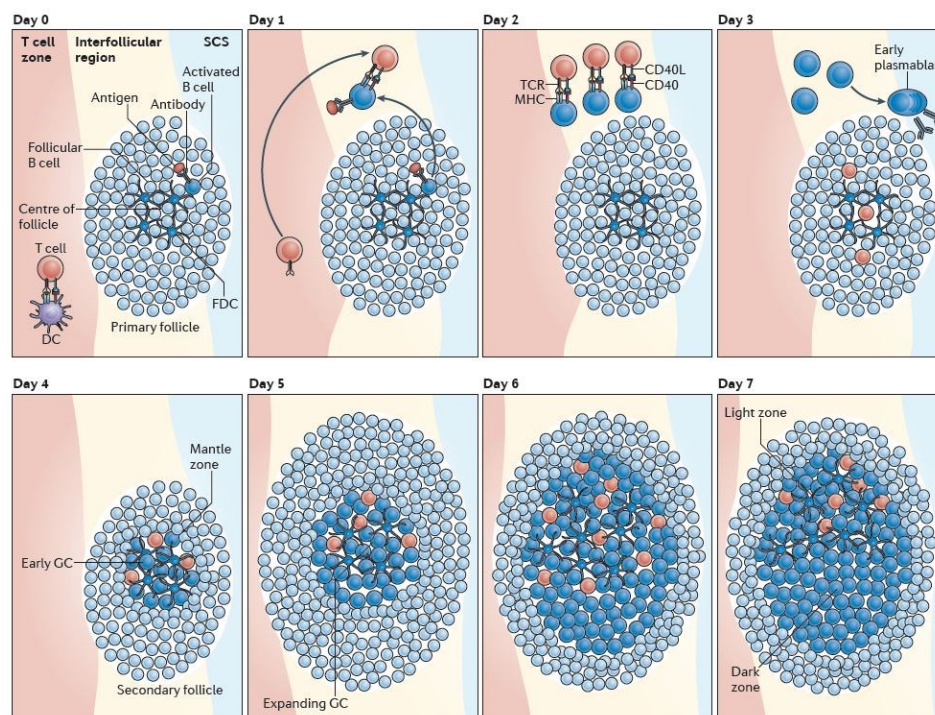 Day 0
T cell
zone
Interfollicular
region
SCS
Activated
B cell
Antigen
Antibody
Follicular
B cell
Centre of
follicle
T cell
FDC
Primary follicle
DC
Day 1
Day 2
TCR
MHC
CD40L
CD40
Day 3
Early
plasmablast
Day 4
Mantle
zone
Early GC
Secondary follicle
Day 5
Expanding GC
Day 6
Day 7
Light zone
Dark
zone